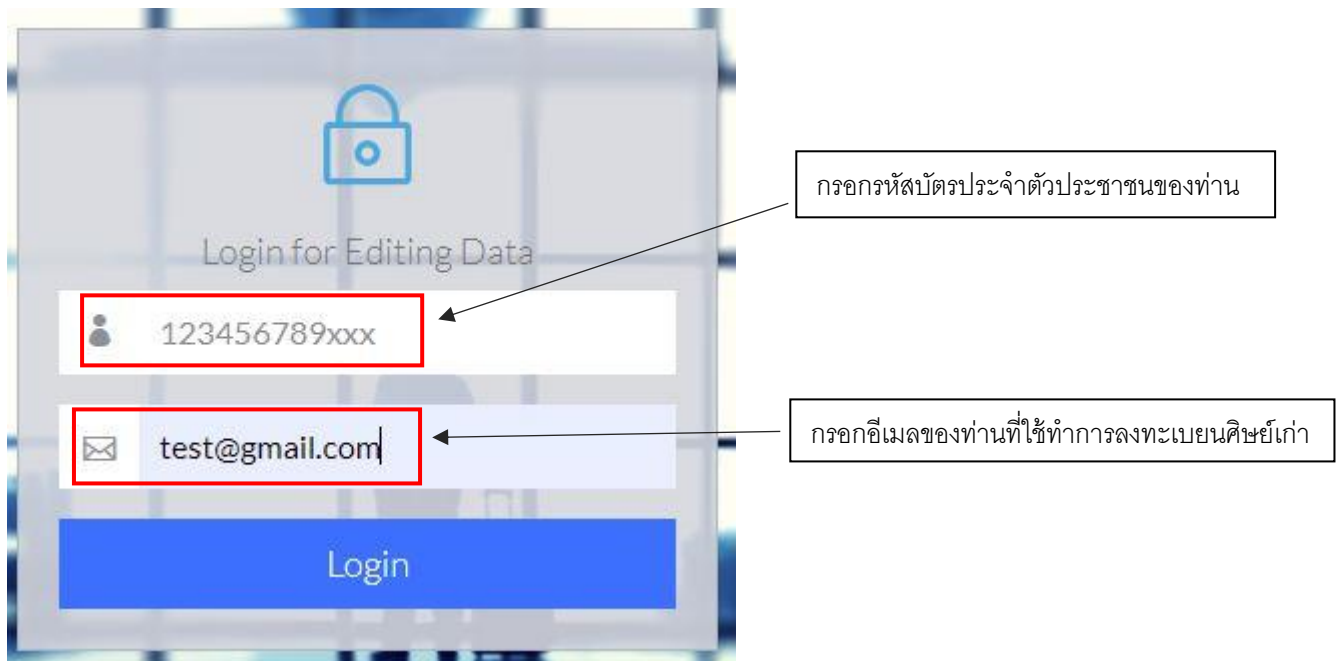 กรอกรหัสบัตรประจำตัวประชาชนของท่าน
Login for Editing Data
123456789xxx
กรอกอีเมลของท่านที่ใช้ทำการลงทะเบยนศิษย์เก่า
test@gmail.com
Login